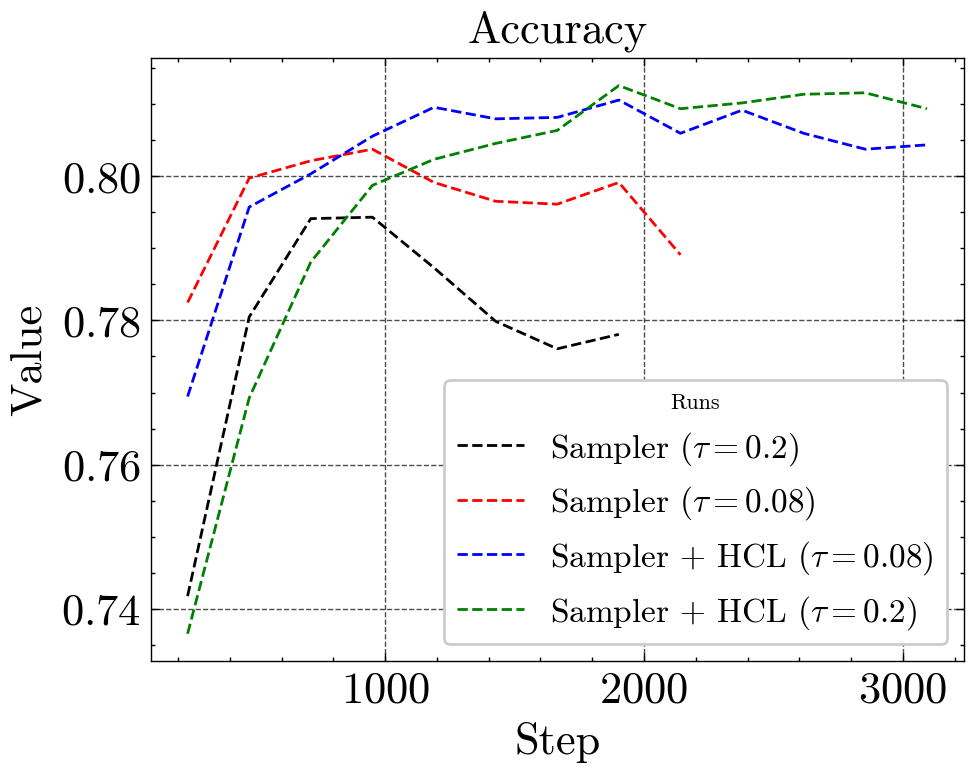 Accuracy
Value
0.80
0.78
0.76
0.74
Runs
Sampler (τ = 0.2)
Sampler (τ = 0.08)
Sampler + HCL (τ = 0.08)
Sampler + HCL (τ = 0.2)
1000 2000 3000
Step